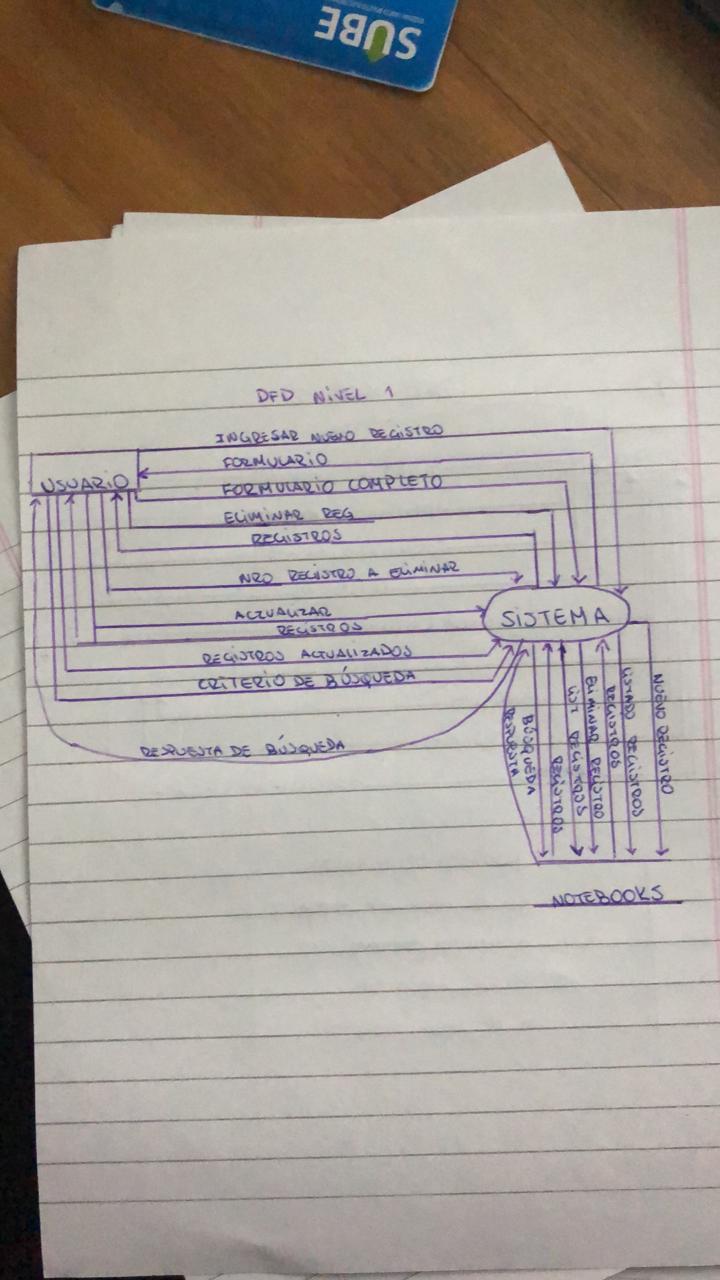 SUBE
DFD NIVEL 1
INGRESAR NUEVO REGISTRO
FORMULARIO
USUARIO
FORMULARIO COMPLETO
ELIMINAR REG
REGISTROS
NRO REGISTRO A ELIMINAR
ACTUALIZAR
SISTEMA
REGISTROS
REGISTROS ACTUALIZADOS
CRITERIO DE BÚSQUEDA
RESPUESTA DE BÚSQUEDA
RESPUESTA
BÚSQUEDA
REGISTROS
LIST REGISTROS
ELIMINAR REGISTRO
REGISTROS
LISTADO REGISTROS
NUEVO REGISTRO
NOTEBOOKS